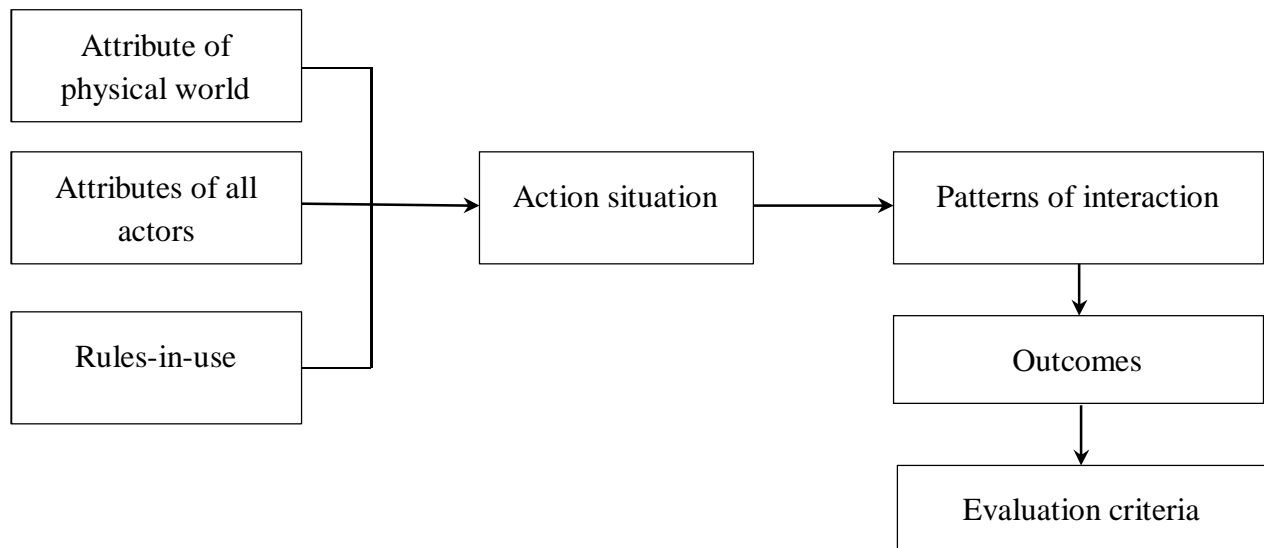 Attribute of
physical world
Attributes of all
actors
Rules-in-use
Action situation
Patterns of interaction
Outcomes
Evaluation criteria